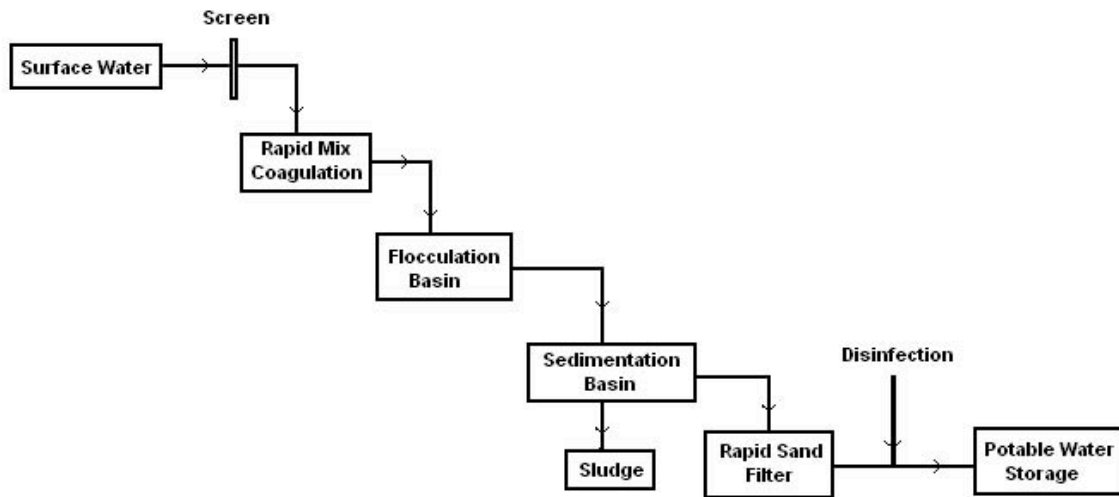 Screen
Surface Water
Rapid Mix
Coagulation
Flocculation
Basin
Sedimentation
Basin
Disinfection
Sludge
Rapid Sand
Filter
Potable Water
Storage